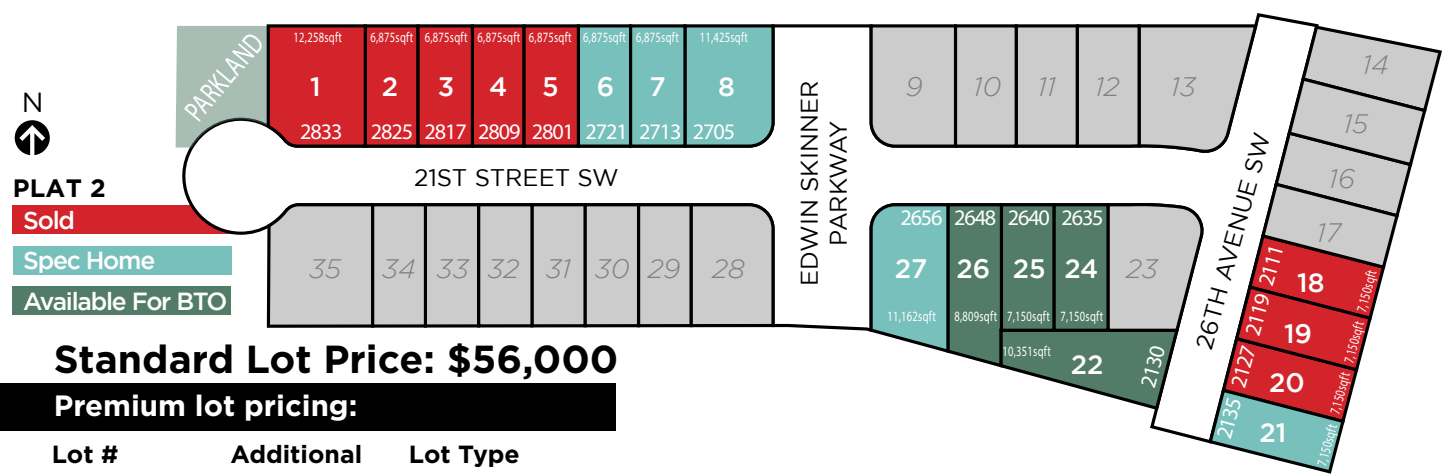 PARKLAND
12,258sqft 6,875sqft 6,875sqft 6,875sqft 6,875sqft 6,875sqft 6,875sqft 11,425sqft
1 2 3 4 5 6 7 8
2833 2825 2817 2809 2801 2721 2713 2705
9 10 11 12 13
14
15
16
17
N
21ST STREET SW
EDWIN SKINNER
PARKWAY
26TH AVENUE SW
PLAT 2
Sold
Spec Home
Available For BTO
35 34 33 32 31 30 29 28
2656 2648 2640 2635
27 26 25 24 23
11,162sqft 8,809sqft 7,150sqft 7,150sqft
10,351sqft 22 2130
2111 18 7,150sqft
2119 19 7,150sqft
2127 20 7,150sqft
2135 21 7,150sqft
Standard Lot Price: $56,000
Premium lot pricing:
Lot # Additional Lot Type